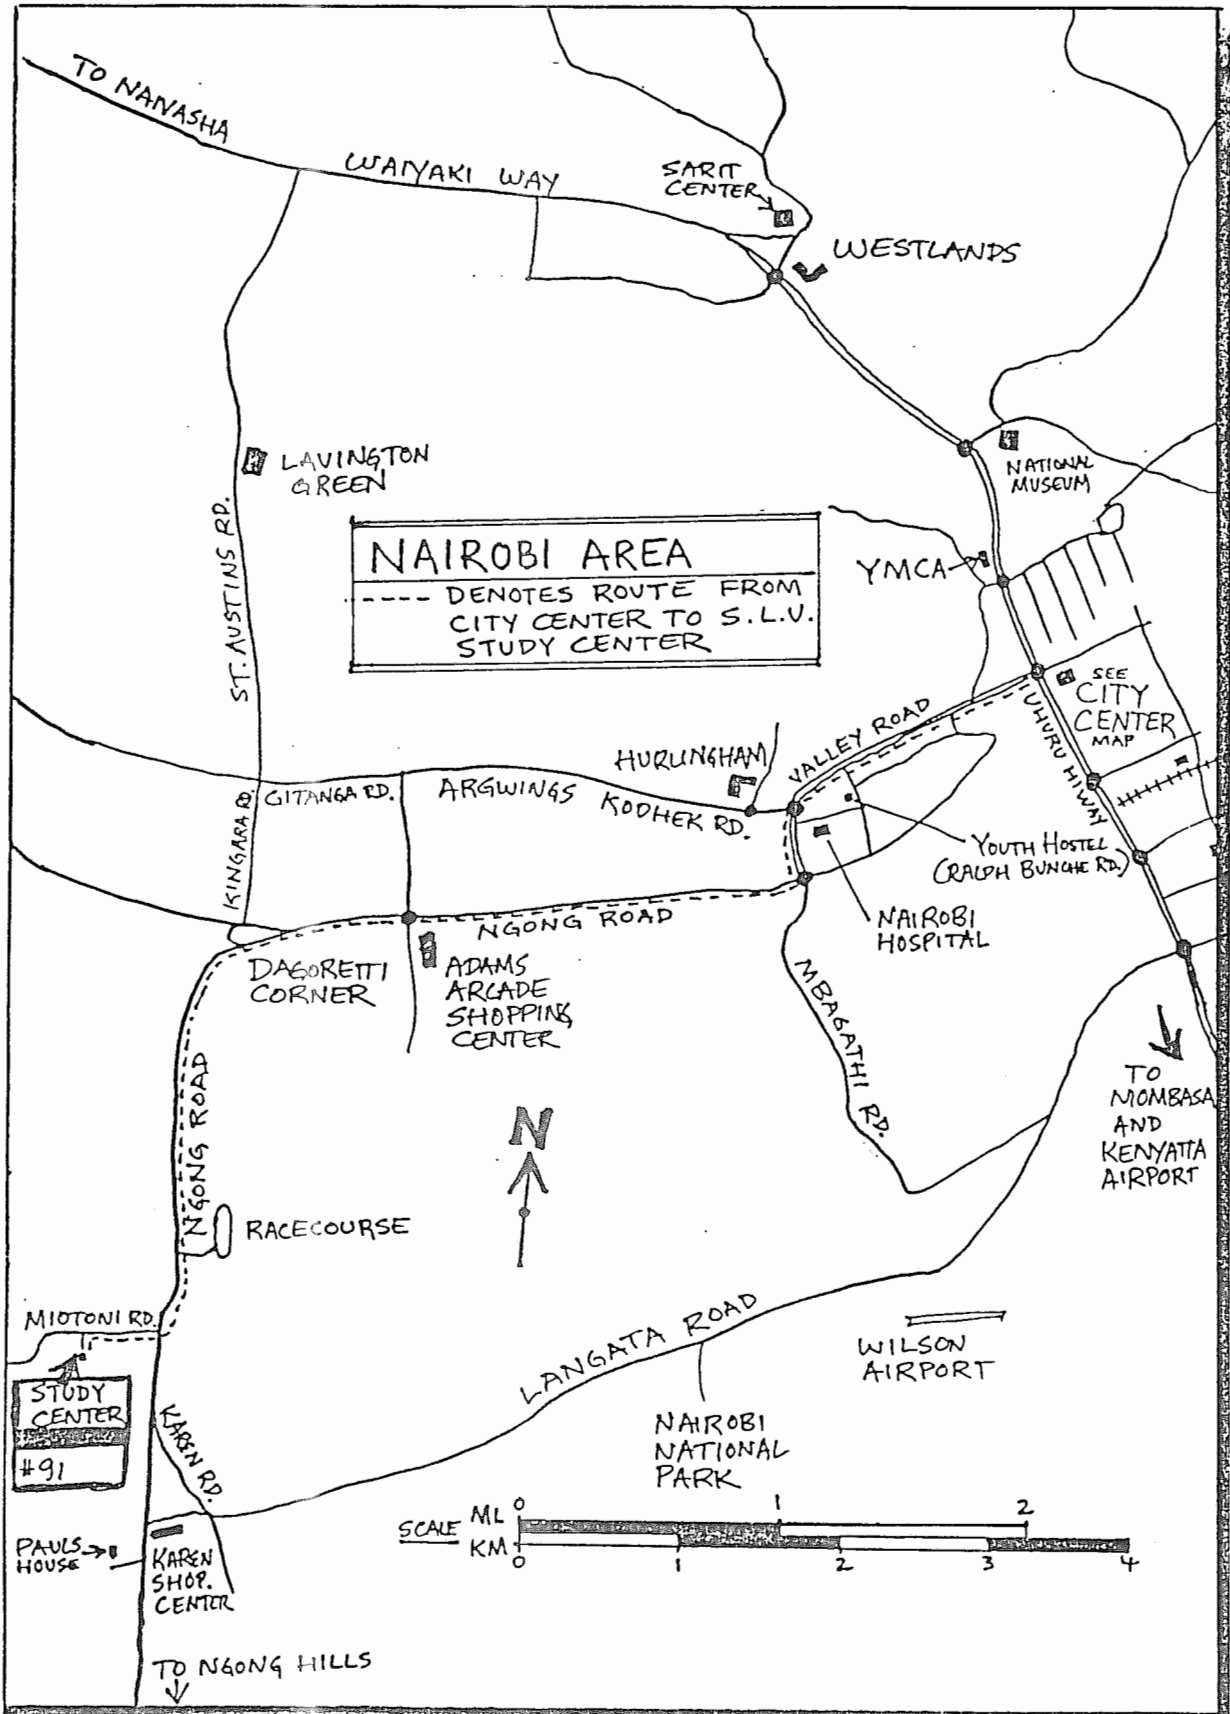 TO NANASHA
WAIYAKI WAY
SARIT
CENTER
WESTLANDS
LAVINGTON
GREEN
NATIONAL
MUSEUM
ST. AUSTINS RD.
NAIROBI AREA
---- DENOTES ROUTE FROM
CITY CENTER TO S.L.U.
STUDY CENTER
YMCA
SEE
CITY
CENTER
MAP
UHURU HIWAY
VALLEY ROAD
HURLINGHAM
KINGARA RD.
GITANGA RD.
ARGWINGS KODHEK RD.
YOUTH HOSTEL
(RALPH BUNCHE RD.)
NAIROBI
HOSPITAL
NGONG ROAD
DAGORETTI
CORNER
ADAMS
ARCADE
SHOPPING
CENTER
MBAGATHI RD.
TO
MOMBASA
AND
KENYATTA
AIRPORT
NGONG ROAD
N
RACECOURSE
MIOTONI RD.
STUDY
CENTER
#91
KAREN RD.
LANGATA ROAD
WILSON
AIRPORT
NAIROBI
NATIONAL
PARK
SCALE
ML 0 1 2
KM 0 1 2 3 4
PAULS
HOUSE
KAREN
SHOP.
CENTER
TO NGONG HILLS